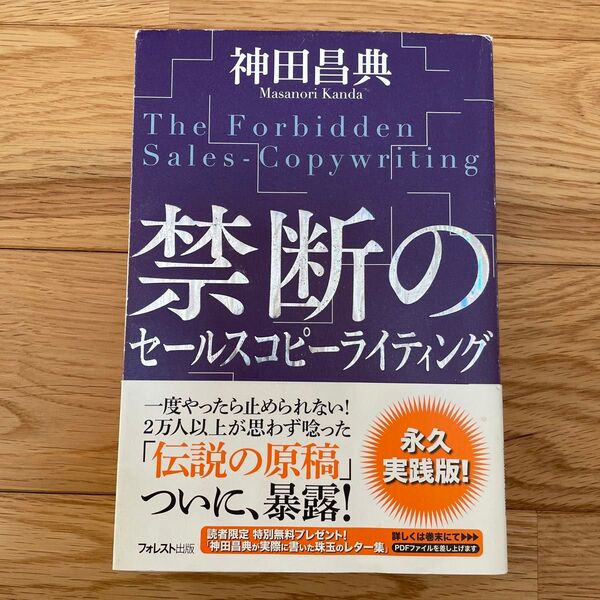 神田昌典
Masanori Kanda
The Forbidden
Sales-Copywriting
禁断の
セールスコピーライティング
一度やったら止められない!
2万人以上が思わず唸った
「伝説の原稿」
ついに、暴露!
永久
実践版!
フォレスト出版
読者限定 特別無料プレゼント!
「神田昌典が実際に書いた珠玉のレター集」
詳しくは巻末にて▶▶▶
PDFファイルを差し上げます